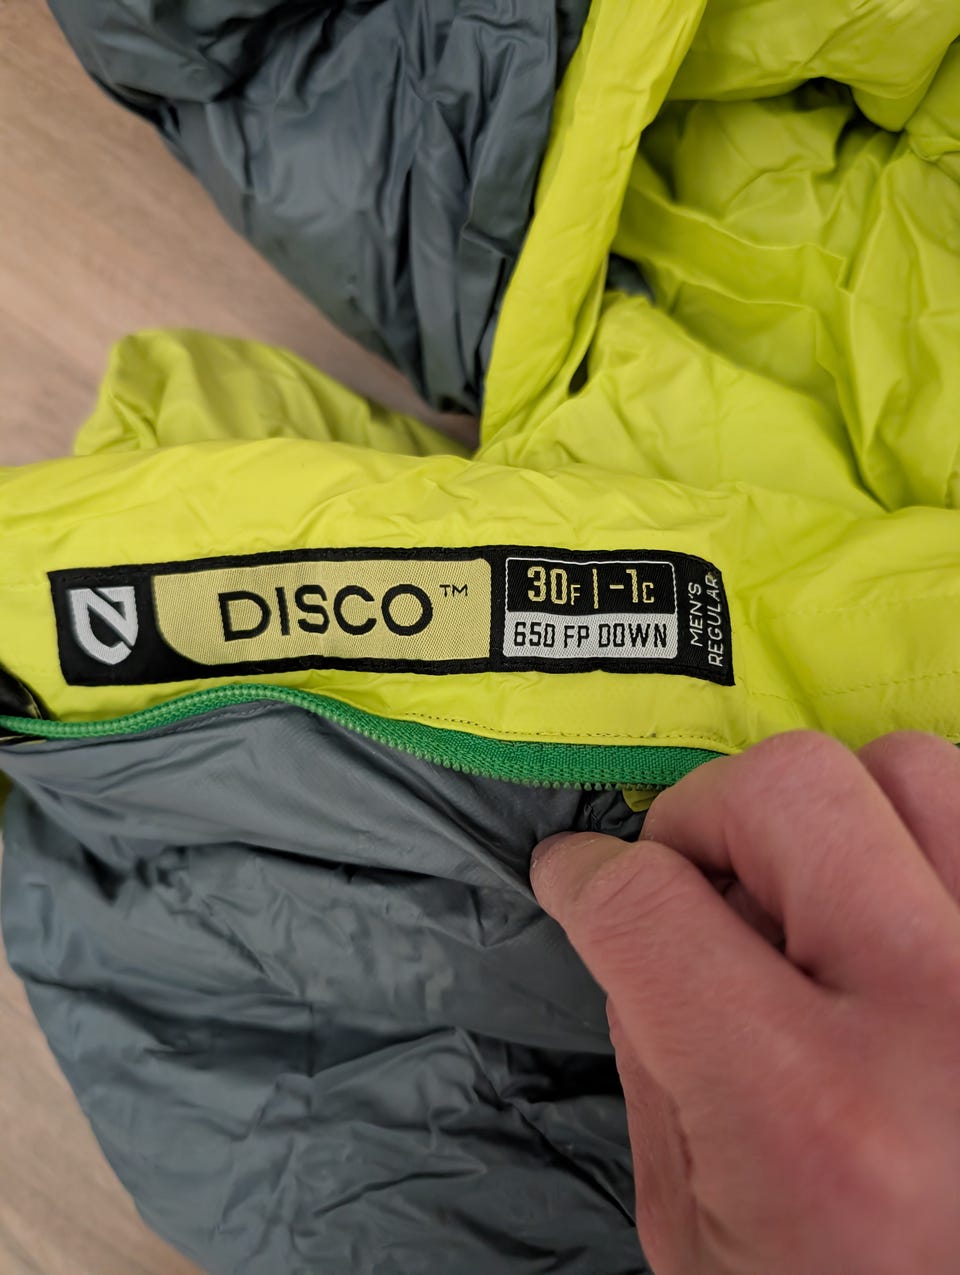 DISCO™
30F | -1C
650 FP DOWN
MEN'S
REGULAR